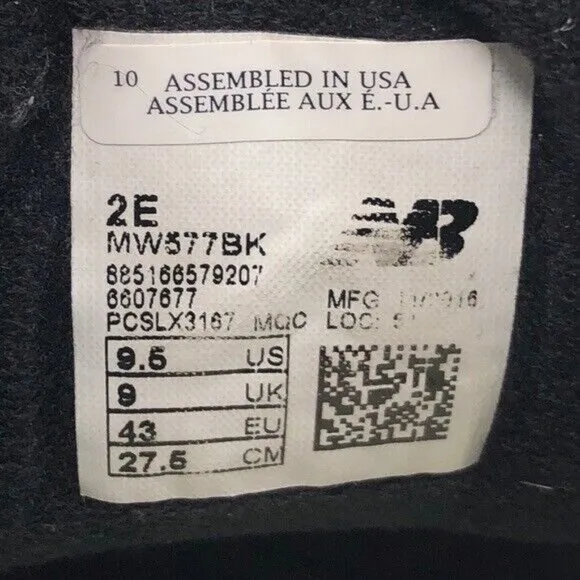 10 ASSEMBLED IN USA
ASSEMBLÉE AUX É.-U.A
2E
MW577BK
885166579207
6607677
PCSLX3167 MQC
MFG
LOC:
9.5 US
9 UK
43 EU
27.5 CM